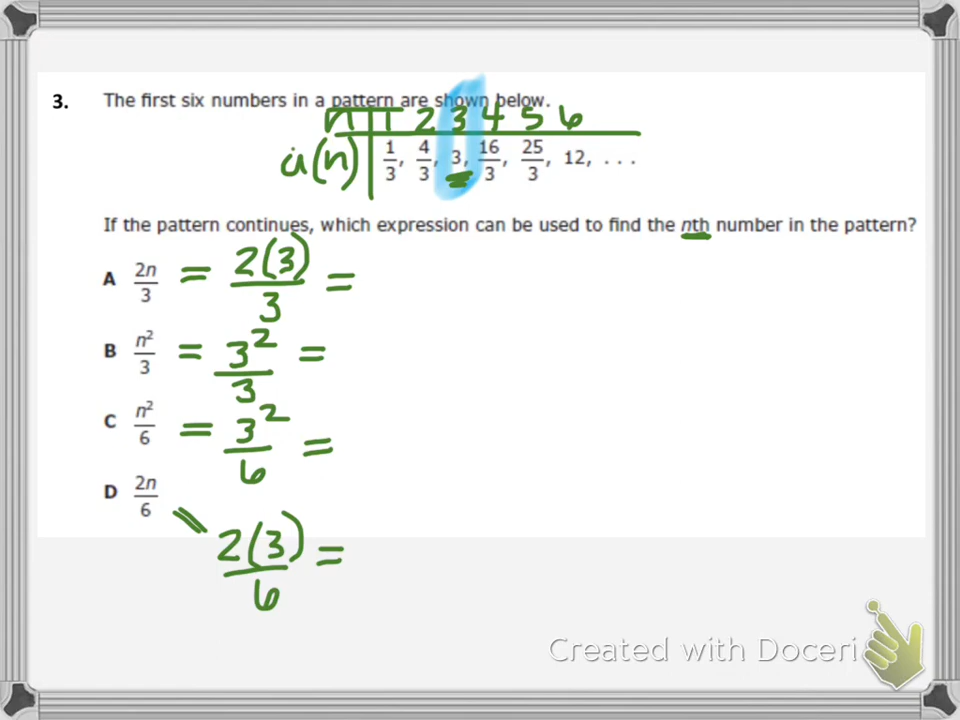 3. The first six numbers in a pattern are shown below.
n 1 2 3 4 5 6
a(n) 1/3, 4/3, 3, 16/3, 25/3, 12, . . .
If the pattern continues, which expression can be used to find the nth number in the pattern?
A 2n/3 = 2(3)/3 =
B n²/3 = 3²/3 =
C n²/6 = 3²/6 =
D 2n/6 = 2(3)/6 =
Created with Doceri